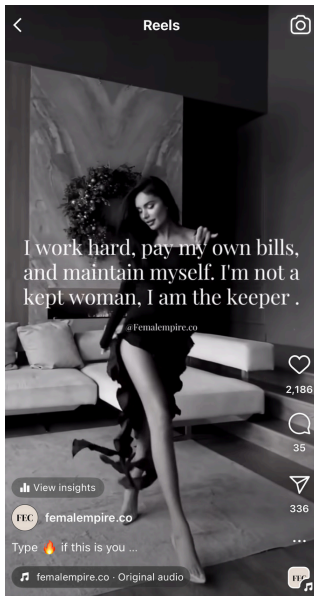 Reels
I work hard, pay my own bills,
and maintain myself. I'm not a
kept woman, I am the keeper .
@Femalempire.co
2,186
35
336
View insights
FEC
femalempire.co
Type 🔥 if this is you ...
femalempire.co · Original audio
FEC